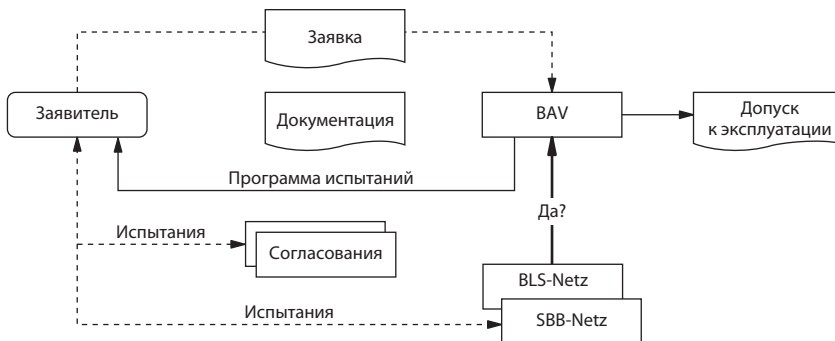 Заявка
Заявитель
Документация
BAV
Допуск
к эксплуатации
Программа испытаний
Да?
Испытания
Согласования
BLS-Netz
Испытания
SBB-Netz